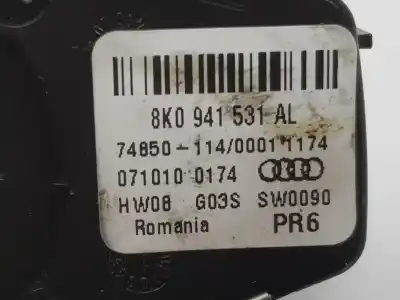 8K0 941 531 AL
74850-114/0001 1174
071010 0174
HW08 G03S SW0090
Romania PR6